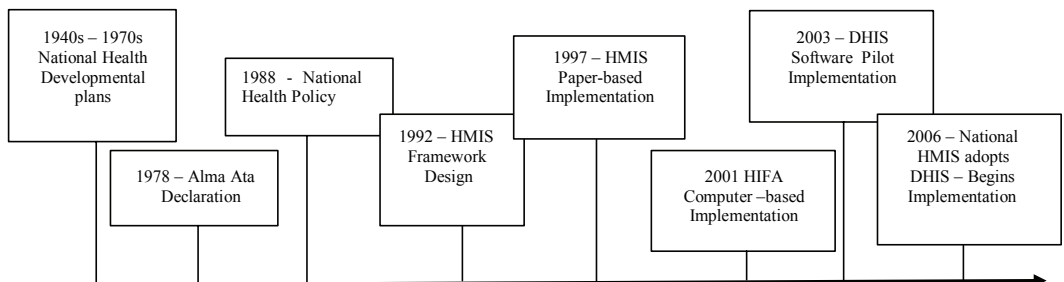 1940s – 1970s
National Health
Developmental
plans
1978 – Alma Ata
Declaration
1988 - National
Health Policy
1992 – HMIS
Framework
Design
1997 – HMIS
Paper-based
Implementation
2001 HIFA
Computer –based
Implementation
2003 – DHIS
Software Pilot
Implementation
2006 – National
HMIS adopts
DHIS – Begins
Implementation